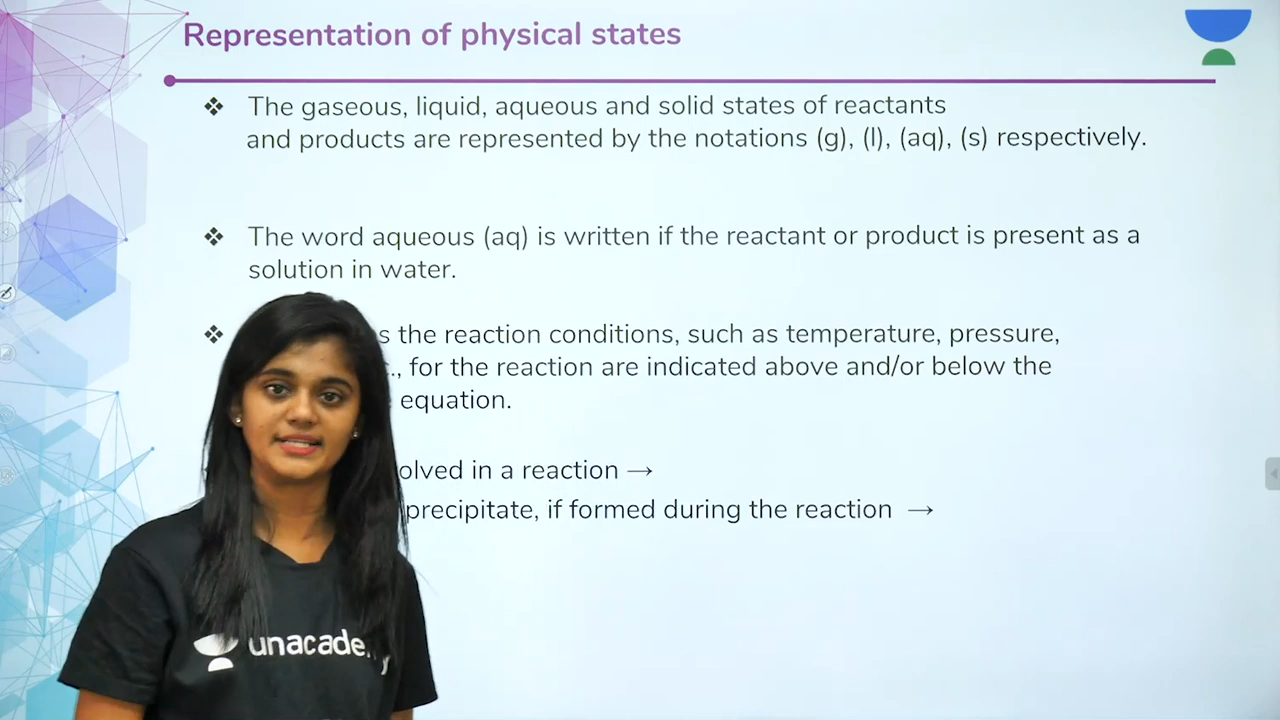 Representation of physical states
❖ The gaseous, liquid, aqueous and solid states of reactants
and products are represented by the notations (g), (l), (aq), (s) respectively.
❖ The word aqueous (aq) is written if the reactant or product is present as a
solution in water.
❖ the reaction conditions, such as temperature, pressure,
for the reaction are indicated above and/or below the
equation.
in a reaction →
precipitate, if formed during the reaction →
unacademy